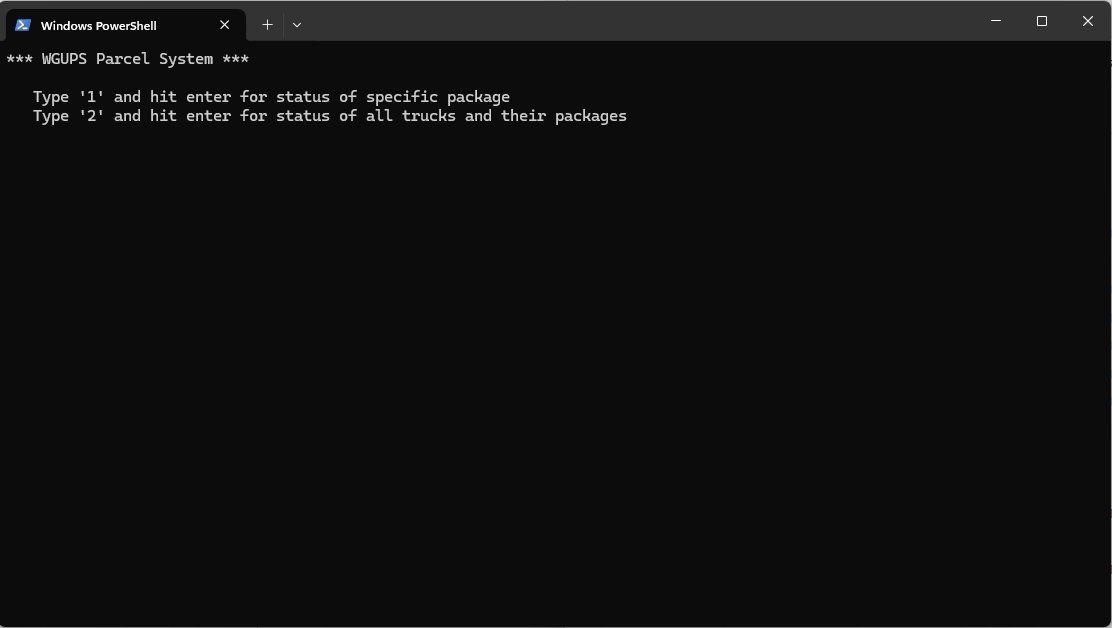 Windows PowerShell
*** WGUPS Parcel System ***
Type '1' and hit enter for status of specific package
Type '2' and hit enter for status of all trucks and their packages